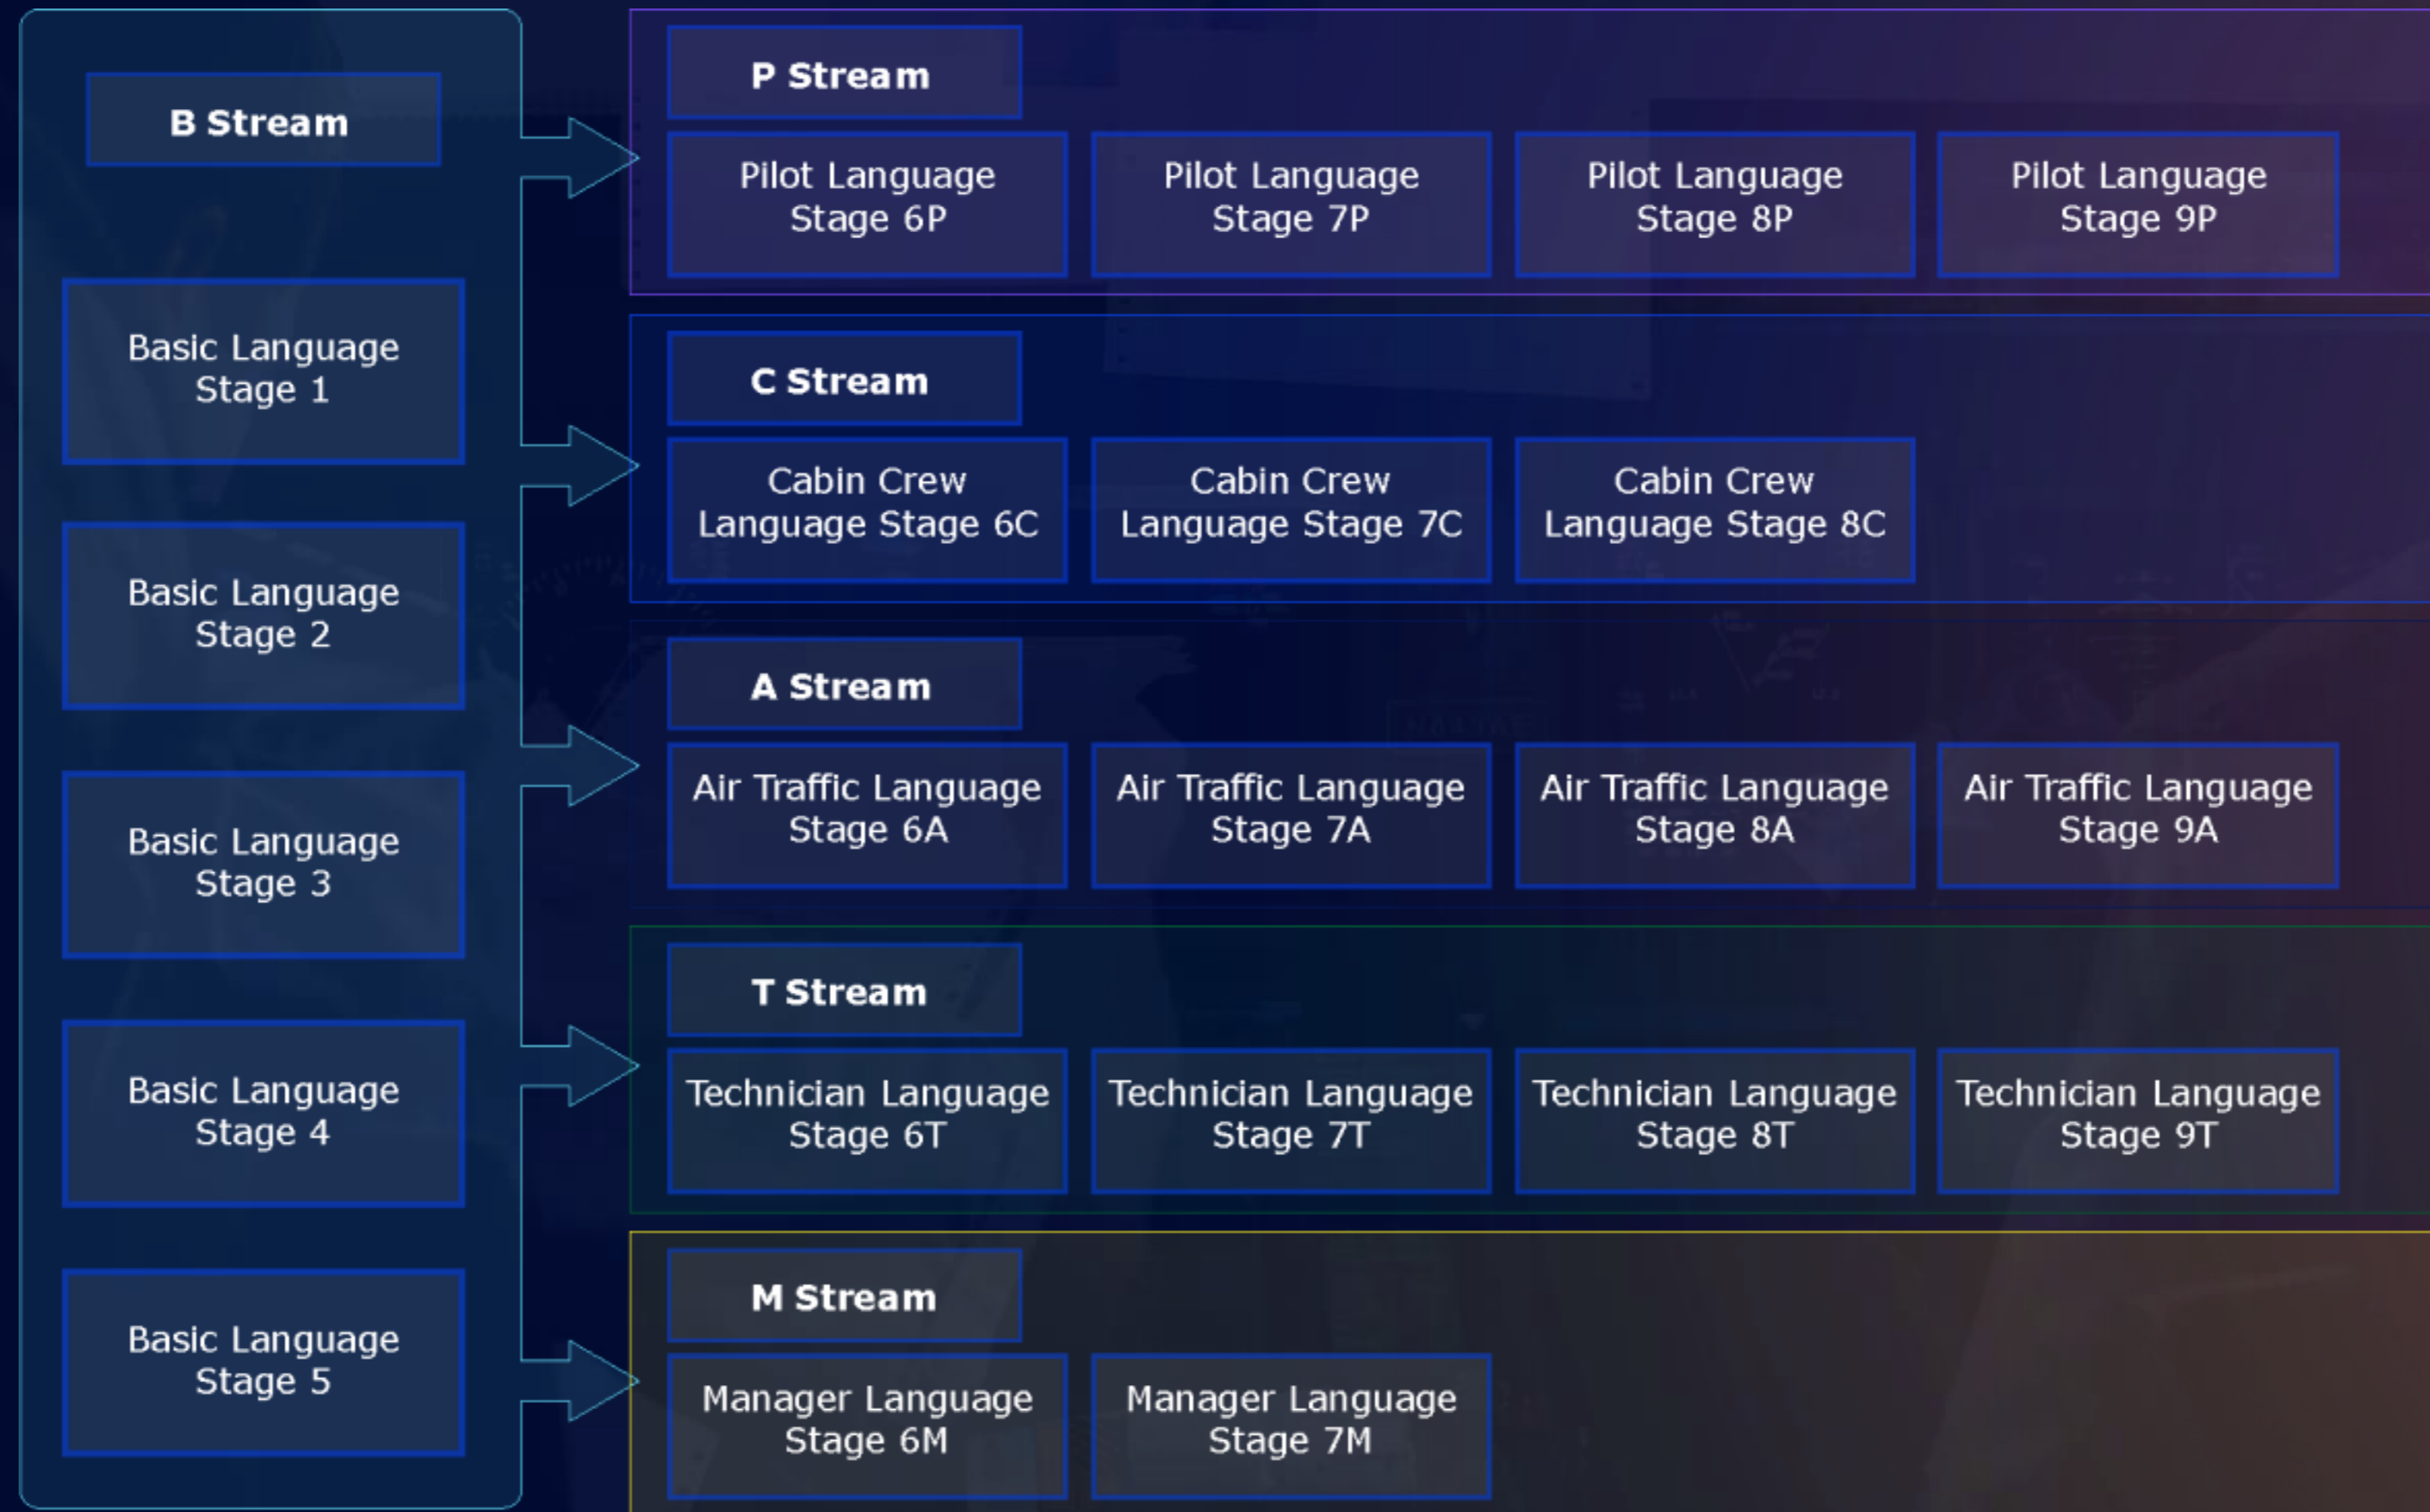 B Stream
Basic Language
Stage 1
Basic Language
Stage 2
Basic Language
Stage 3
Basic Language
Stage 4
Basic Language
Stage 5
P Stream
Pilot Language
Stage 6P
Pilot Language
Stage 7P
Pilot Language
Stage 8P
Pilot Language
Stage 9P
C Stream
Cabin Crew
Language Stage 6C
Cabin Crew
Language Stage 7C
Cabin Crew
Language Stage 8C
A Stream
Air Traffic Language
Stage 6A
Air Traffic Language
Stage 7A
Air Traffic Language
Stage 8A
Air Traffic Language
Stage 9A
T Stream
Technician Language
Stage 6T
Technician Language
Stage 7T
Technician Language
Stage 8T
Technician Language
Stage 9T
M Stream
Manager Language
Stage 6M
Manager Language
Stage 7M